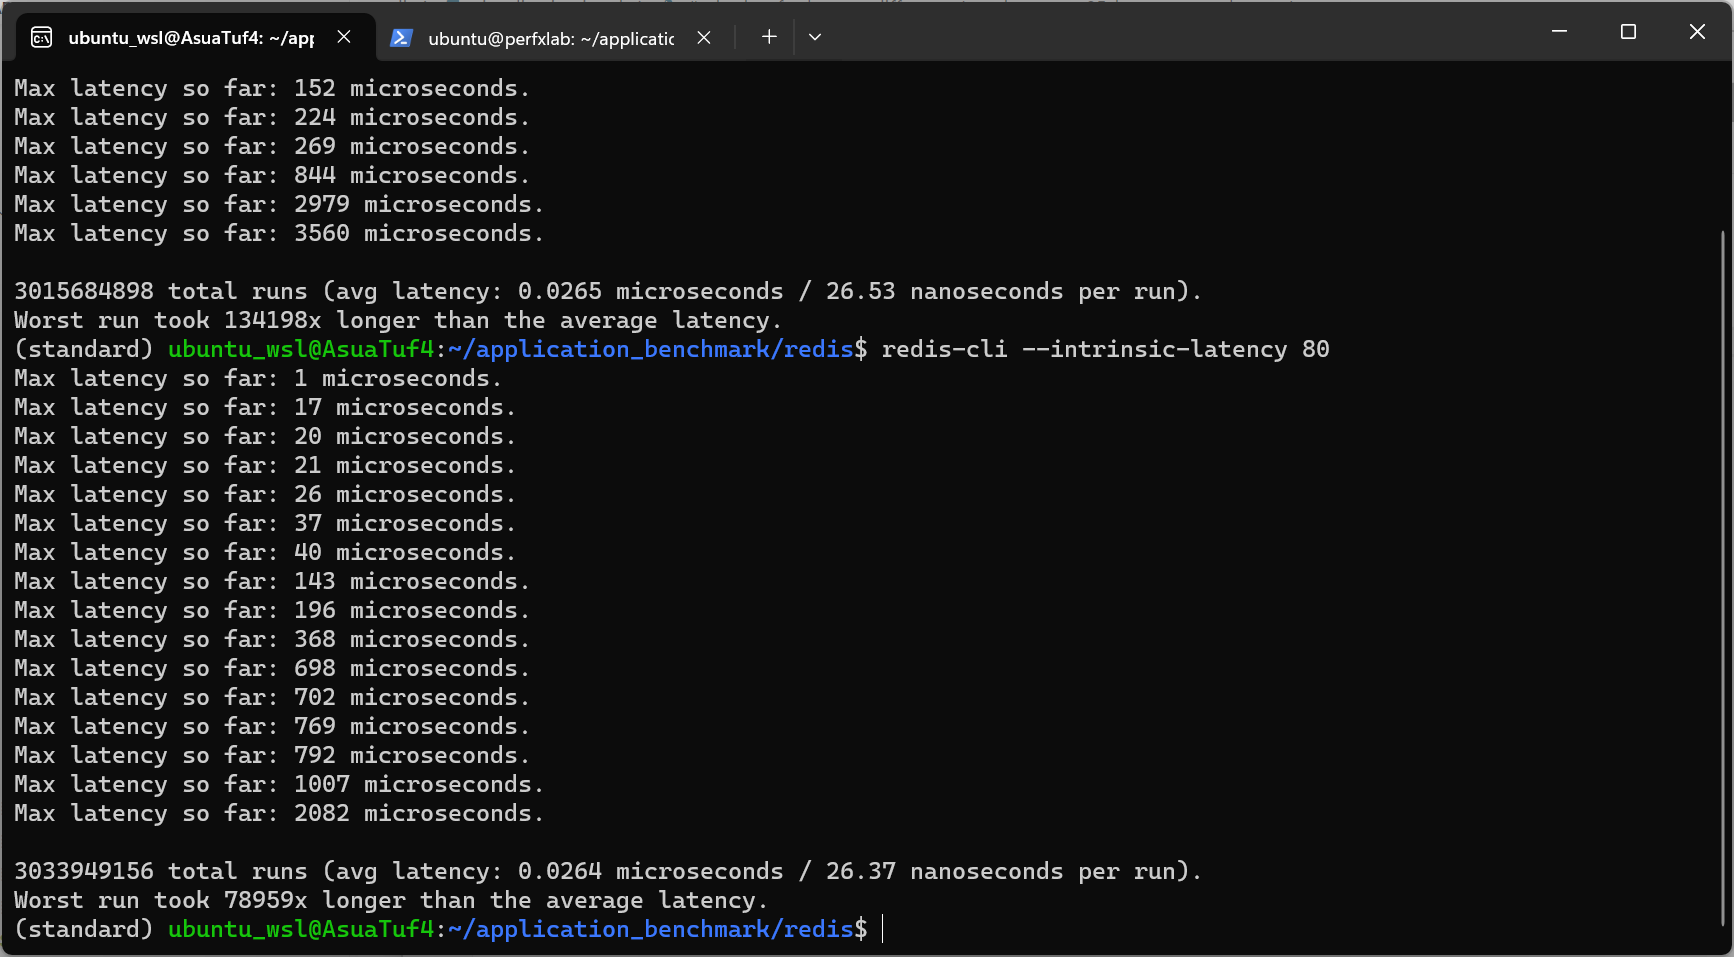 ubuntu_wsl@AsuaTuf4: ~/app
ubuntu@perfxlab: ~/applicatic
Max latency so far: 152 microseconds.
Max latency so far: 224 microseconds.
Max latency so far: 269 microseconds.
Max latency so far: 844 microseconds.
Max latency so far: 2979 microseconds.
Max latency so far: 3560 microseconds.
3015684898 total runs (avg latency: 0.0265 microseconds / 26.53 nanoseconds per run).
Worst run took 134198x longer than the average latency.
(standard) ubuntu_wsl@AsuaTuf4:~/application_benchmark/redis$ redis-cli --intrinsic-latency 80
Max latency so far: 1 microseconds.
Max latency so far: 17 microseconds.
Max latency so far: 20 microseconds.
Max latency so far: 21 microseconds.
Max latency so far: 26 microseconds.
Max latency so far: 37 microseconds.
Max latency so far: 40 microseconds.
Max latency so far: 143 microseconds.
Max latency so far: 196 microseconds.
Max latency so far: 368 microseconds.
Max latency so far: 698 microseconds.
Max latency so far: 702 microseconds.
Max latency so far: 769 microseconds.
Max latency so far: 792 microseconds.
Max latency so far: 1007 microseconds.
Max latency so far: 2082 microseconds.
3033949156 total runs (avg latency: 0.0264 microseconds / 26.37 nanoseconds per run).
Worst run took 78959x longer than the average latency.
(standard) ubuntu_wsl@AsuaTuf4:~/application_benchmark/redis$